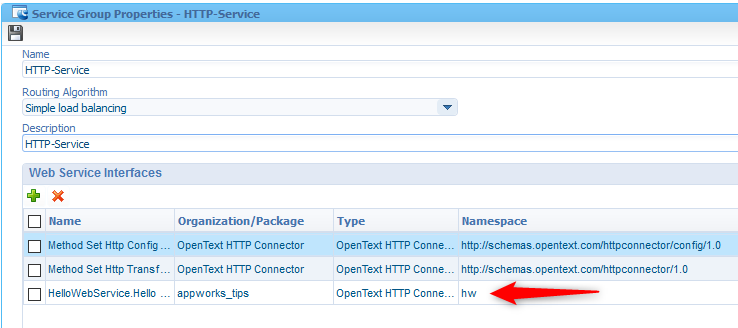 Service Group Properties - HTTP-Service
Name
HTTP-Service
Routing Algorithm
Simple load balancing
Description
HTTP-Service
Web Service Interfaces
Name Organization/Package Type Namespace
Method Set Http Config ... OpenText HTTP Connector OpenText HTTP Conne... http://schemas.opentext.com/httpconnector/config/1.0
Method Set Http Transf... OpenText HTTP Connector OpenText HTTP Conne... http://schemas.opentext.com/httpconnector/1.0
HelloWebService.Hello ... appworks_tips OpenText HTTP Conne... hw